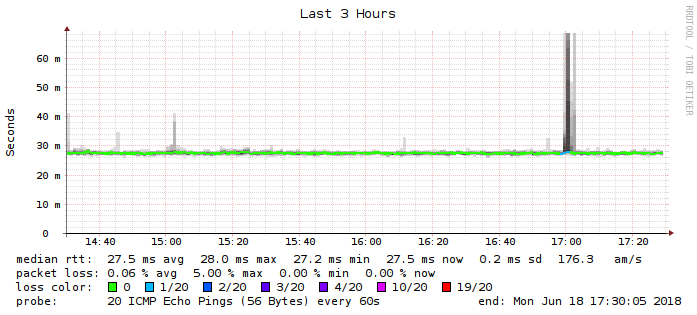 Last 3 Hours
RRDTOOL / TOBI OETIKER
Seconds
60 m
50 m
40 m
30 m
20 m
10 m
0
14:40 15:00 15:20 15:40 16:00 16:20 16:40 17:00 17:20
median rtt: 27.5 ms avg 28.0 ms max 27.2 ms min 27.5 ms now 0.2 ms sd 176.3 am/s
packet loss: 0.06 % avg 5.00 % max 0.00 % min 0.00 % now
loss color: 0 1/20 2/20 3/20 4/20 10/20 19/20
probe: 20 ICMP Echo Pings (56 Bytes) every 60s end: Mon Jun 18 17:30:05 2018